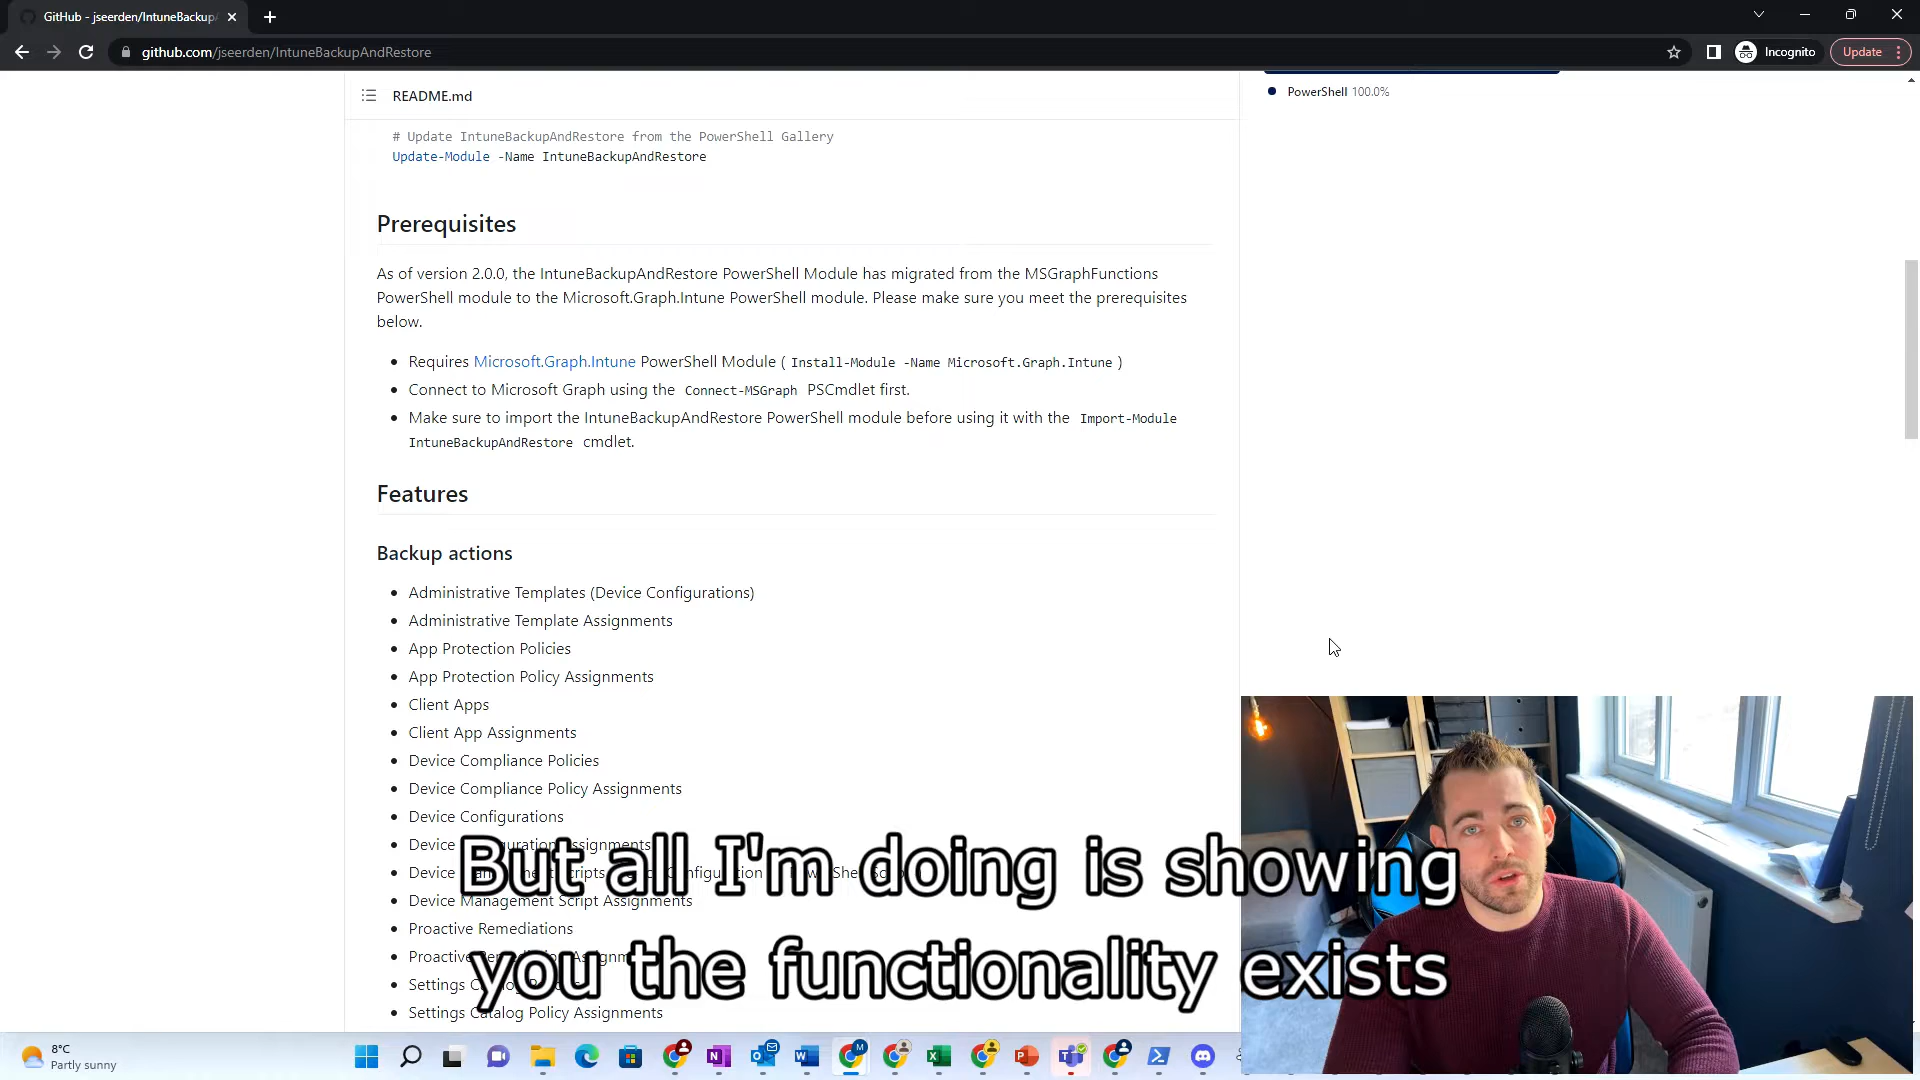 GitHub - jseerden/IntuneBackup
github.com/jseerden/IntuneBackupAndRestore
Incognito
Update
README.md
PowerShell 100.0%
# Update IntuneBackupAndRestore from the PowerShell Gallery
Update-Module -Name IntuneBackupAndRestore
Prerequisites
As of version 2.0.0, the IntuneBackupAndRestore PowerShell Module has migrated from the MSGraphFunctions
PowerShell module to the Microsoft.Graph.Intune PowerShell module. Please make sure you meet the prerequisites
below.
Requires Microsoft.Graph.Intune PowerShell Module ( Install-Module -Name Microsoft.Graph.Intune )
Connect to Microsoft Graph using the Connect-MSGraph PSCmdlet first.
Make sure to import the IntuneBackupAndRestore PowerShell module before using it with the Import-Module
IntuneBackupAndRestore cmdlet.
Features
Backup actions
Administrative Templates (Device Configurations)
Administrative Template Assignments
App Protection Policies
App Protection Policy Assignments
Client Apps
Client App Assignments
Device Compliance Policies
Device Compliance Policy Assignments
Device Configurations
Device
But all I'm doing is showing
Device
Device Management Script Assignments
Proactive Remediations
Proactive
you the functionality exists
Settings
Settings Catalog Policy Assignments
8°C
Partly sunny